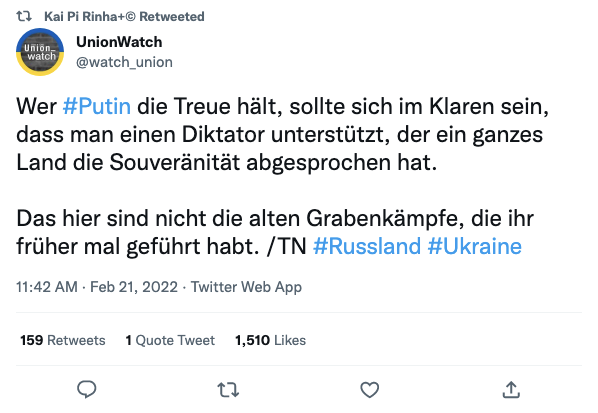 Kai Pi Rinha+© Retweeted
Union
watch
UnionWatch
@watch_union
Wer #Putin die Treue hält, sollte sich im Klaren sein,
dass man einen Diktator unterstützt, der ein ganzes
Land die Souveränität abgesprochen hat.
Das hier sind nicht die alten Grabenkämpfe, die ihr
früher mal geführt habt. /TN #Russland #Ukraine
11:42 AM · Feb 21, 2022 · Twitter Web App
159 Retweets 1 Quote Tweet 1,510 Likes